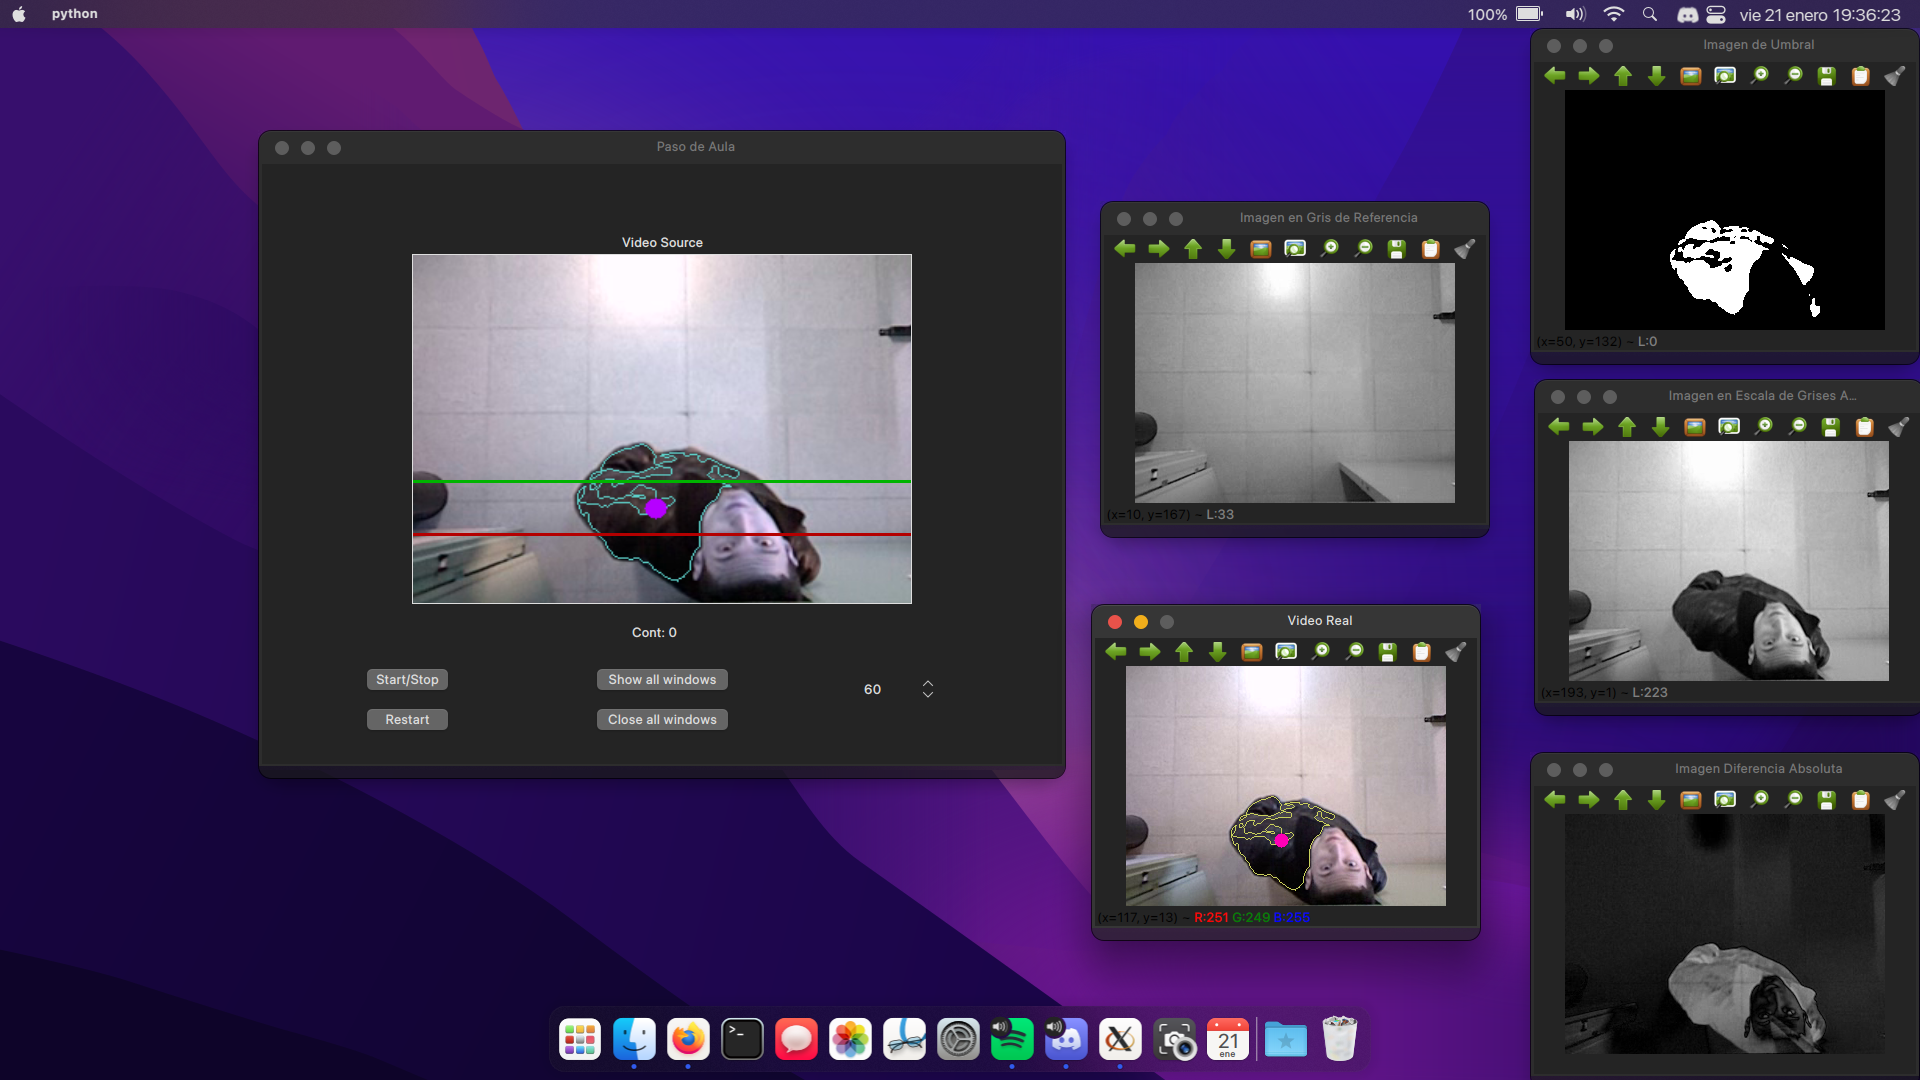 python
100%
vie 21 enero 19:36:23
Imagen de Umbral
(x=50, y=132) ~ L:0
Paso de Aula
Video Source
Cont: 0
Start/Stop
Show all windows
60
Restart
Close all windows
Imagen en Gris de Referencia
(x=10, y=167) ~ L:33
Imagen en Escala de Grises A...
(x=193, y=1) ~ L:223
Video Real
(x=117, y=13) ~ R:251 G:249 B:255
Imagen Diferencia Absoluta
>_
21
ene